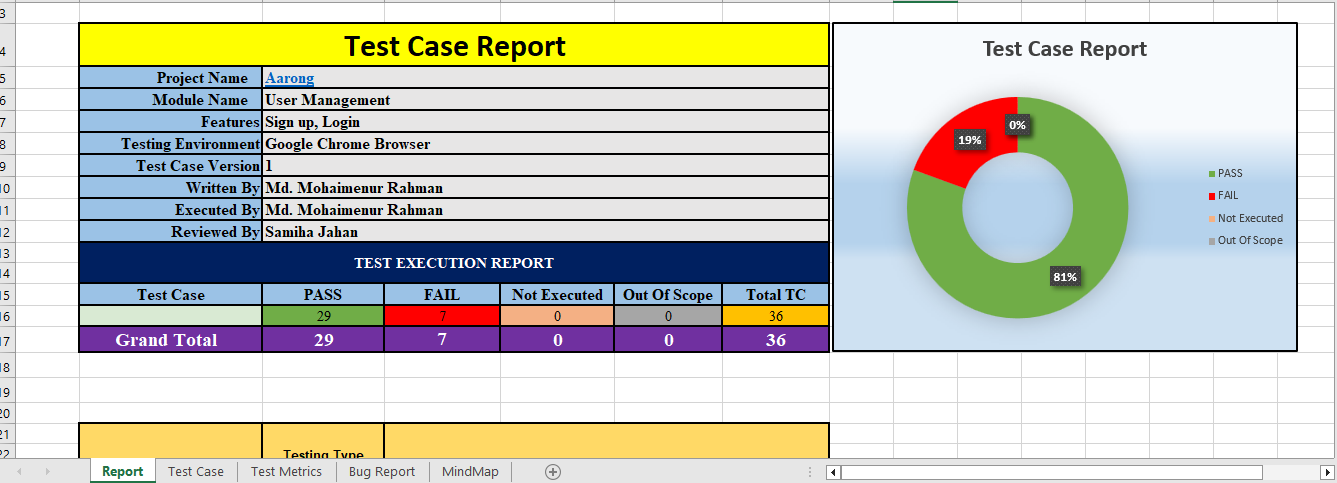 3
4
Test Case Report
5
Project Name Aarong
6
Module Name User Management
7
Features Sign up, Login
8
Testing Environment Google Chrome Browser
9
Test Case Version 1
10
Written By Md. Mohaimenur Rahman
11
Executed By Md. Mohaimenur Rahman
12
Reviewed By Samiha Jahan
13
TEST EXECUTION REPORT
14
15
Test Case PASS FAIL Not Executed Out Of Scope Total TC
16
29 7 0 0 36
17
Grand Total 29 7 0 0 36
18
19
20
21
22
Testing Type
Test Case Report
0%
19%
81%
PASS
FAIL
Not Executed
Out Of Scope
Report Test Case Test Metrics Bug Report MindMap